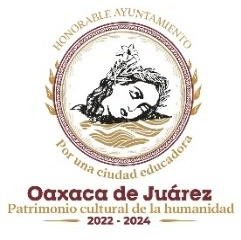 HONORABLE AYUNTAMIENTO
Por una ciudad educadora
Oaxaca de Juárez
Patrimonio cultural de la humanidad
2022 - 2024